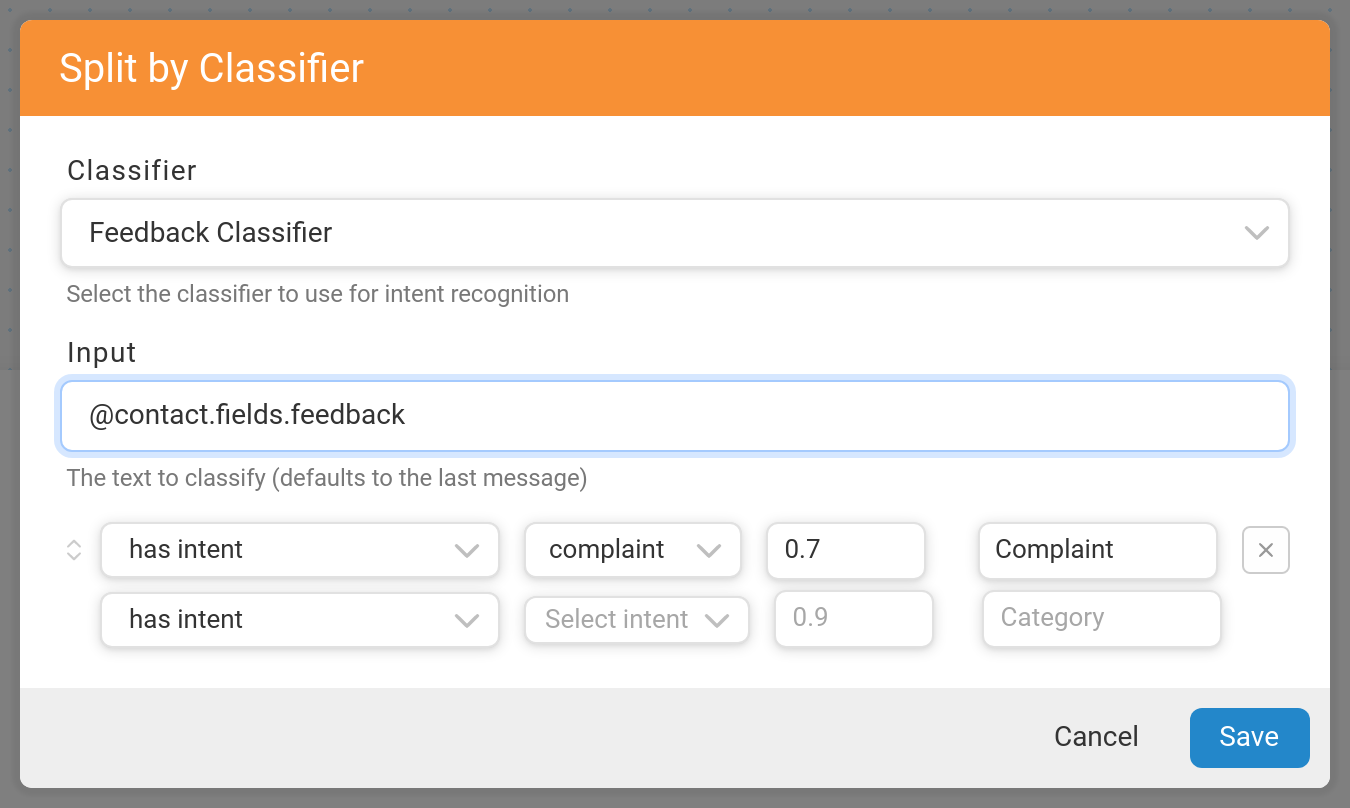 Split by Classifier
Classifier
Feedback Classifier
Select the classifier to use for intent recognition
Input
@contact.fields.feedback
The text to classify (defaults to the last message)
has intent complaint 0.7 Complaint
has intent Select intent 0.9 Category
Cancel Save